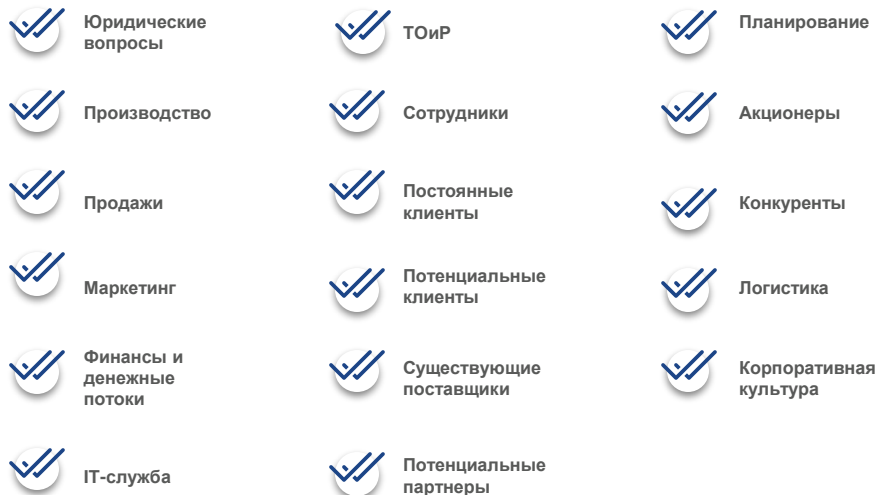 Юридические
вопросы
Производство
Продажи
Маркетинг
Финансы и
денежные
потоки
IT-служба
ТОиР
Сотрудники
Постоянные
клиенты
Потенциальные
клиенты
Существующие
поставщики
Потенциальные
партнеры
Планирование
Акционеры
Конкуренты
Логистика
Корпоративная
культура